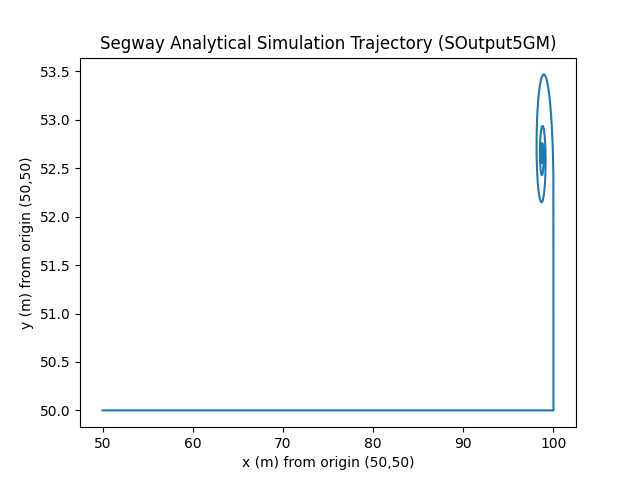 Segway Analytical Simulation Trajectory (SOutput5GM)
53.5
53.0
52.5
52.0
51.5
51.0
50.5
50.0
y (m) from origin (50,50)
50 60 70 80 90 100
x (m) from origin (50,50)